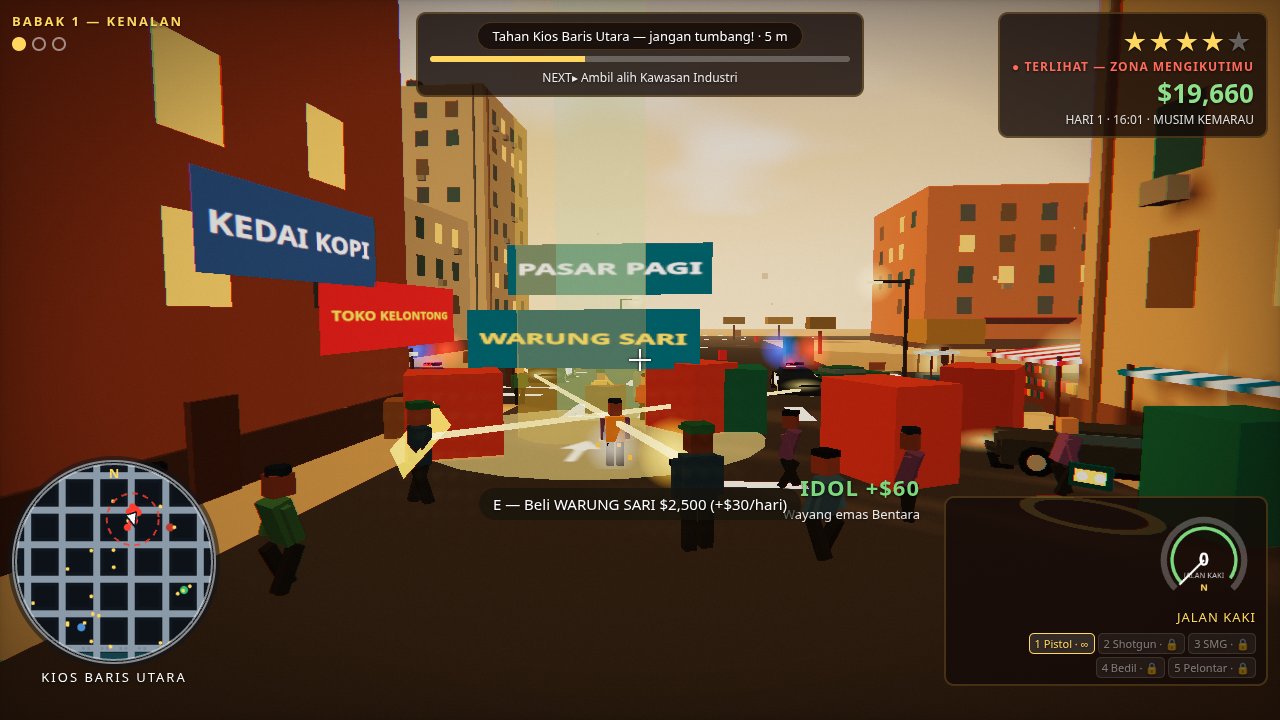 BABAK 1 — KENALAN
Tahan Kios Baris Utara — jangan tumbang! · 5 m
NEXT▸ Ambil alih Kawasan Industri
★★★★★
● TERLIHAT — ZONA MENGIKUTIMU
$19,660
HARI 1 · 16:01 · MUSIM KEMARAU
KEDAI KOPI
TOKO KELONTONG
PASAR PAGI
WARUNG SARI
E — Beli WARUNG SARI $2,500 (+$30/hari)
IDOL +$60
Wayang emas Bentara
N
KIOS BARIS UTARA
0
JALAN KAKI
N
JALAN KAKI
1 Pistol · ∞
2 Shotgun · 🔒
3 SMG · 🔒
4 Bedil · 🔒
5 Pelontar · 🔒